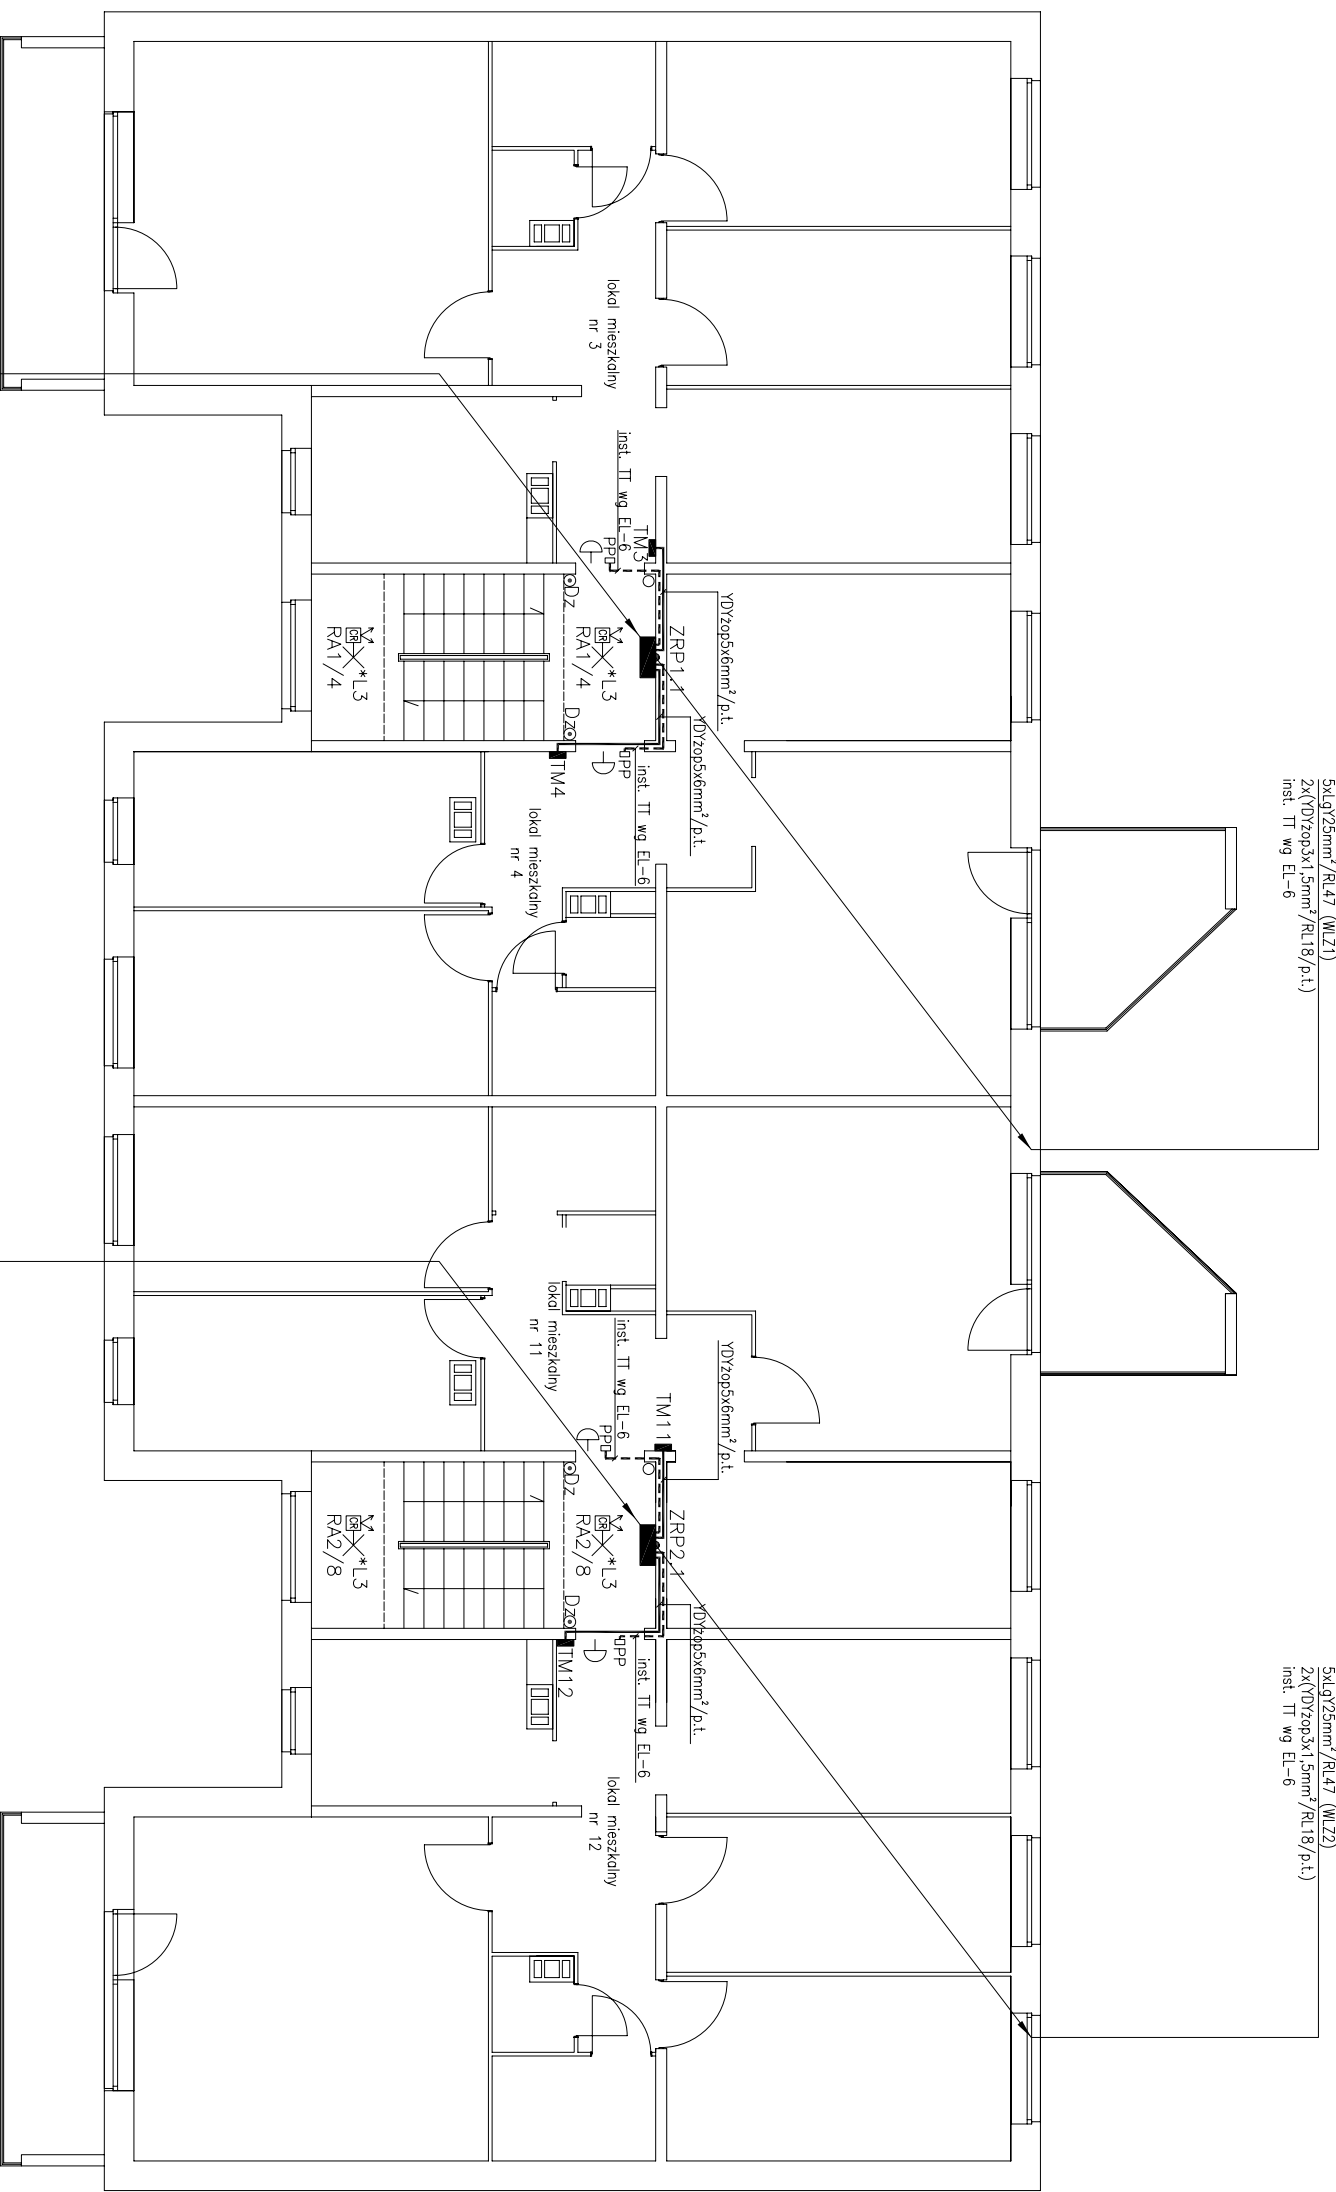 5xLgY25mm²/RL47 (WLZ1)
2x(YDYżop3x1,5mm²/RL18/p.t.)
inst. TT wg EL-6
5xLgY25mm²/RL47 (WLZ2)
2x(YDYżop3x1,5mm²/RL18/p.t.)
inst. TT wg EL-6
lokal mieszkalny
nr 3
inst. TT wg EL-6
TM3
PP
YDYżop5x6mm²/p.t.
ZRP1.1
Dz
*L3
CR
RA1/4
*L3
CR
RA1/4
Dz
YDYżop5x6mm²/p.t.
PP
TM4
inst. TT wg EL-6
lokal mieszkalny
nr 4
lokal mieszkalny
nr 11
inst. TT wg EL-6
YDYżop5x6mm²/p.t.
TM11
PP
ZRP2.1
Dz
*L3
CR
RA2/8
*L3
CR
RA2/8
Dz
YDYżop5x6mm²/p.t.
PP
TM12
inst. TT wg EL-6
lokal mieszkalny
nr 12